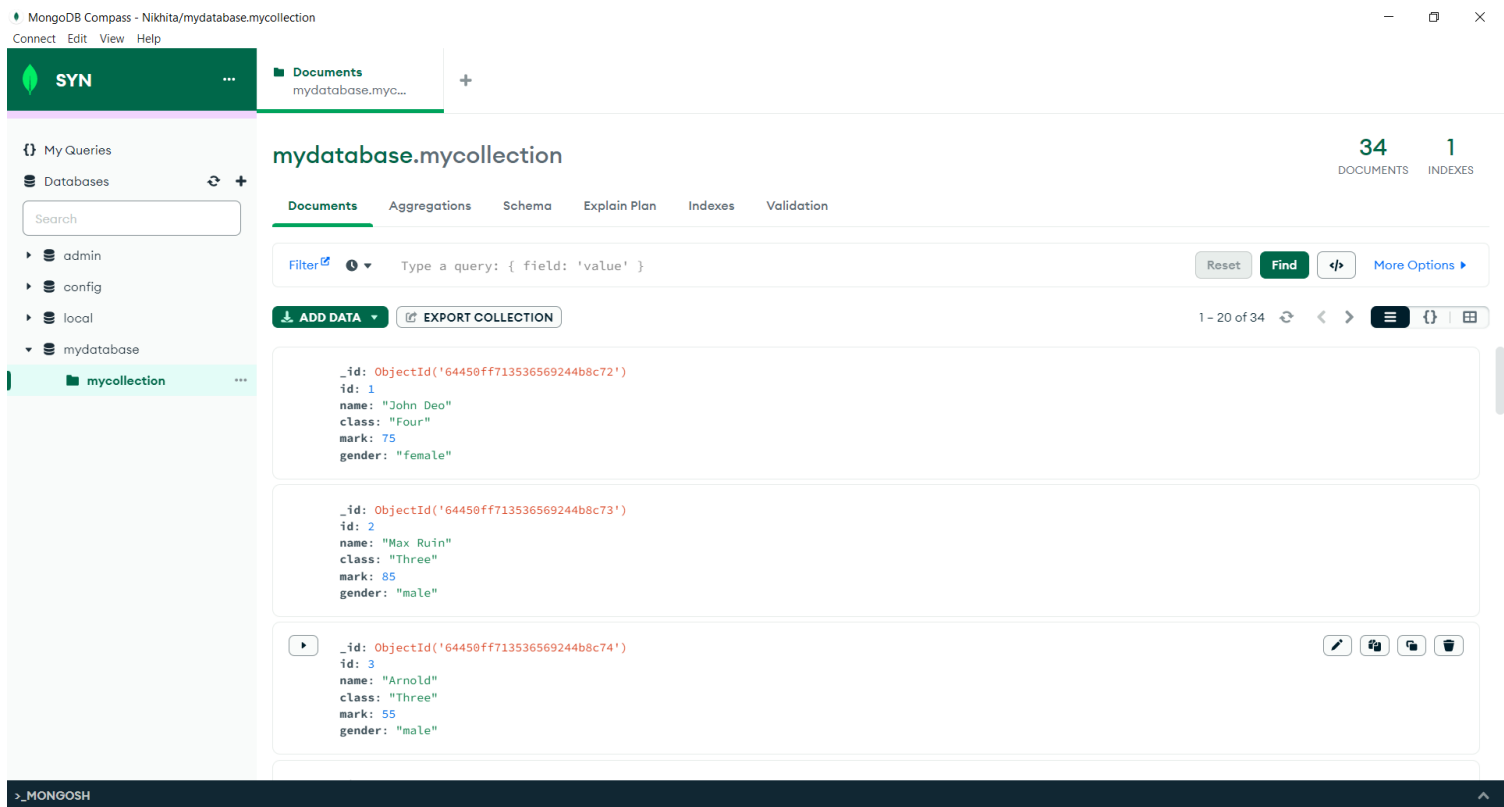 MongoDB Compass - Nikhita/mydatabase.mycollection
Connect Edit View Help
SYN
Documents
mydatabase.myc...
{} My Queries
Databases
Search
admin
config
local
mydatabase
mycollection
mydatabase.mycollection
34
DOCUMENTS
1
INDEXES
Documents Aggregations Schema Explain Plan Indexes Validation
Filter Type a query: { field: 'value' } Reset Find </> More Options
ADD DATA EXPORT COLLECTION 1 – 20 of 34 {}
_id: ObjectId('64450ff713536569244b8c72')
id: 1
name: "John Deo"
class: "Four"
mark: 75
gender: "female"
_id: ObjectId('64450ff713536569244b8c73')
id: 2
name: "Max Ruin"
class: "Three"
mark: 85
gender: "male"
_id: ObjectId('64450ff713536569244b8c74')
id: 3
name: "Arnold"
class: "Three"
mark: 55
gender: "male"
>_MONGOSH